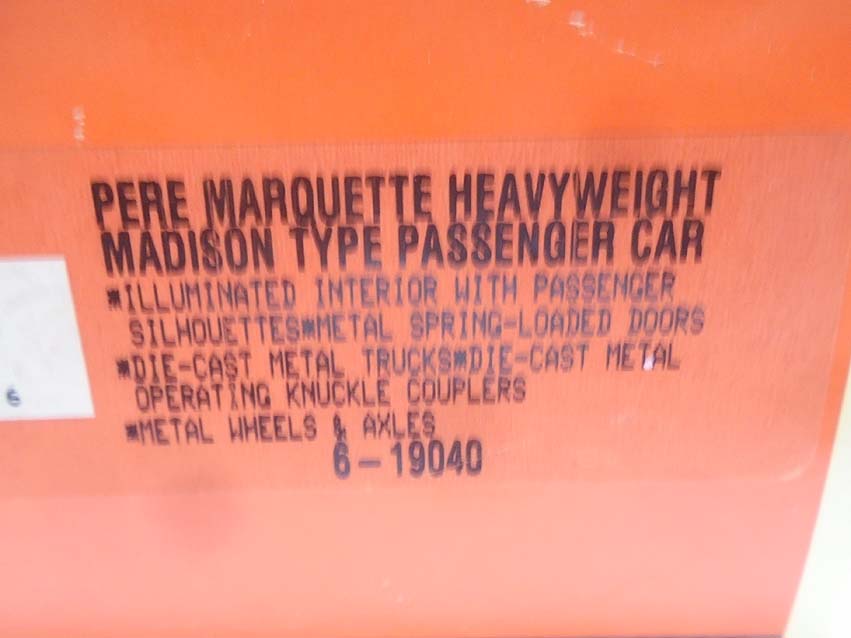 PERE MARQUETTE HEAVYWEIGHT
MADISON TYPE PASSENGER CAR
*ILLUMINATED INTERIOR WITH PASSENGER
SILHOUETTES*METAL SPRING-LOADED DOORS
*DIE-CAST METAL TRUCKS*DIE-CAST METAL
OPERATING KNUCKLE COUPLERS
*METAL WHEELS & AXLES
6-19040
6